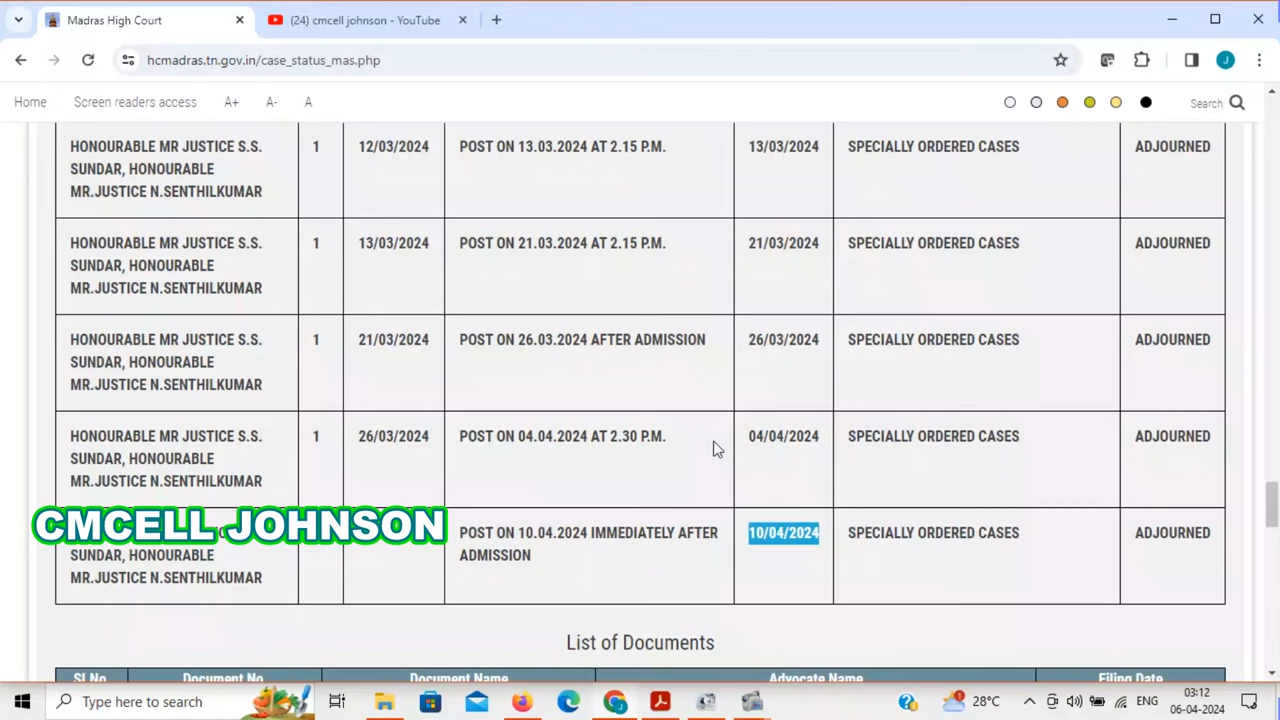 Madras High Court
(24) cmcell johnson - YouTube
hcmadras.tn.gov.in/case_status_mas.php
J
Home Screen readers access A+ A- A Search
HONOURABLE MR JUSTICE S.S. 1 12/03/2024 POST ON 13.03.2024 AT 2.15 P.M. 13/03/2024 SPECIALLY ORDERED CASES ADJOURNED
SUNDAR, HONOURABLE
MR.JUSTICE N.SENTHILKUMAR
HONOURABLE MR JUSTICE S.S. 1 13/03/2024 POST ON 21.03.2024 AT 2.15 P.M. 21/03/2024 SPECIALLY ORDERED CASES ADJOURNED
SUNDAR, HONOURABLE
MR.JUSTICE N.SENTHILKUMAR
HONOURABLE MR JUSTICE S.S. 1 21/03/2024 POST ON 26.03.2024 AFTER ADMISSION 26/03/2024 SPECIALLY ORDERED CASES ADJOURNED
SUNDAR, HONOURABLE
MR.JUSTICE N.SENTHILKUMAR
HONOURABLE MR JUSTICE S.S. 1 26/03/2024 POST ON 04.04.2024 AT 2.30 P.M. 04/04/2024 SPECIALLY ORDERED CASES ADJOURNED
SUNDAR, HONOURABLE
MR.JUSTICE N.SENTHILKUMAR
CMCELL JOHNSON
POST ON 10.04.2024 IMMEDIATELY AFTER 10/04/2024 SPECIALLY ORDERED CASES ADJOURNED
SUNDAR, HONOURABLE ADMISSION
MR.JUSTICE N.SENTHILKUMAR
List of Documents
Sl.No Document No. Document Name Advocate Name Filing Date
Type here to search 28°C ENG 03:12
06-04-2024